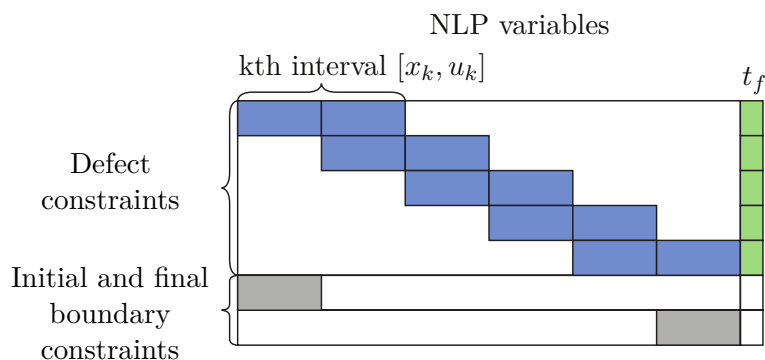 NLP variables
kth interval [x_k, u_k]
t_f
Defect
constraints
Initial and final
boundary
constraints